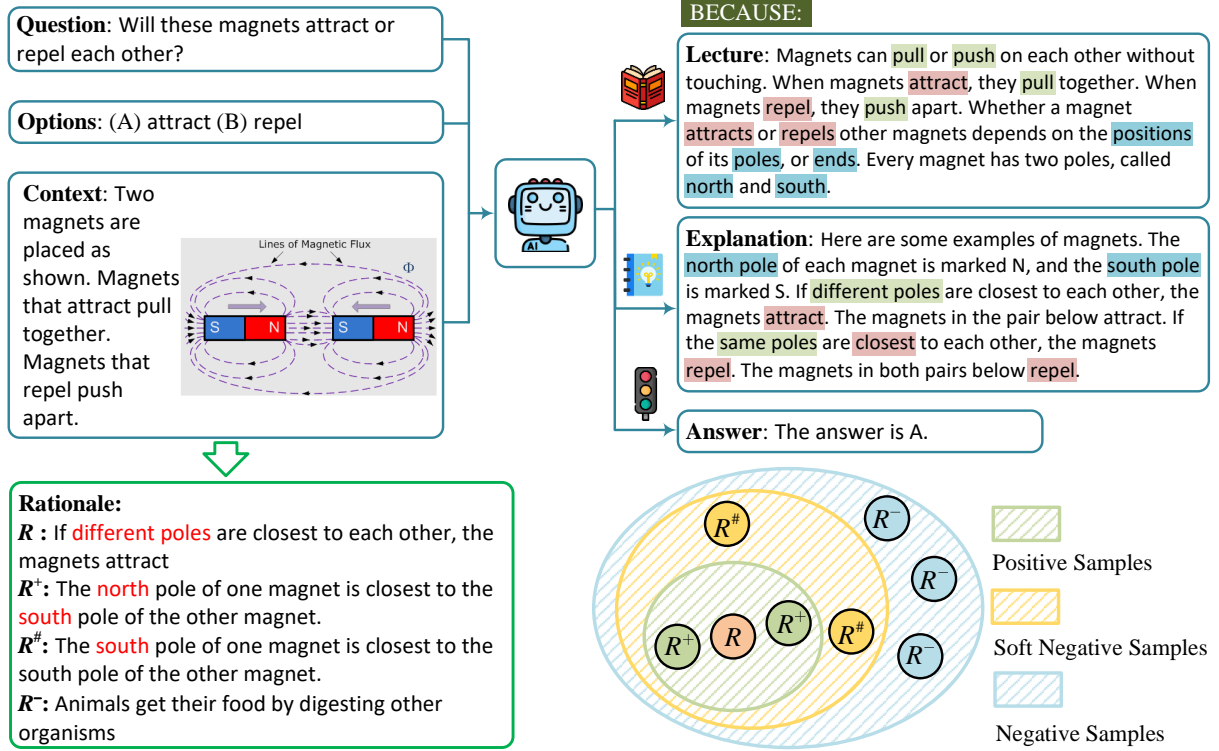 Question: Will these magnets attract or
repel each other?
Options: (A) attract (B) repel
Context: Two
magnets are
placed as
shown. Magnets
that attract pull
together.
Magnets that
repel push
apart.
Lines of Magnetic Flux
Φ
S N S N
AI
BECAUSE:
Lecture: Magnets can pull or push on each other without
touching. When magnets attract, they pull together. When
magnets repel, they push apart. Whether a magnet
attracts or repels other magnets depends on the positions
of its poles, or ends. Every magnet has two poles, called
north and south.
Explanation: Here are some examples of magnets. The
north pole of each magnet is marked N, and the south pole
is marked S. If different poles are closest to each other, the
magnets attract. The magnets in the pair below attract. If
the same poles are closest to each other, the magnets
repel. The magnets in both pairs below repel.
Answer: The answer is A.
Rationale:
R : If different poles are closest to each other, the
magnets attract
R⁺: The north pole of one magnet is closest to the
south pole of the other magnet.
R#: The south pole of one magnet is closest to the
south pole of the other magnet.
R⁻: Animals get their food by digesting other
organisms
R# R⁻
R⁻
R⁺ R R⁺ R# R⁻
Positive Samples
Soft Negative Samples
Negative Samples